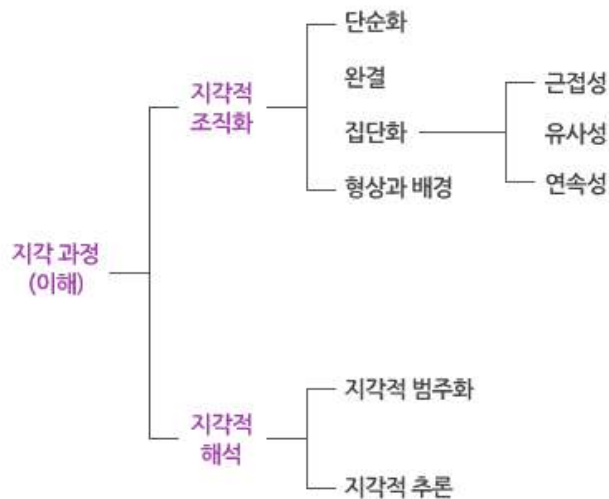 지각 과정
(이해)
지각적
조직화
단순화
완결
집단화
근접성
유사성
연속성
형상과 배경
지각적
해석
지각적 범주화
지각적 추론